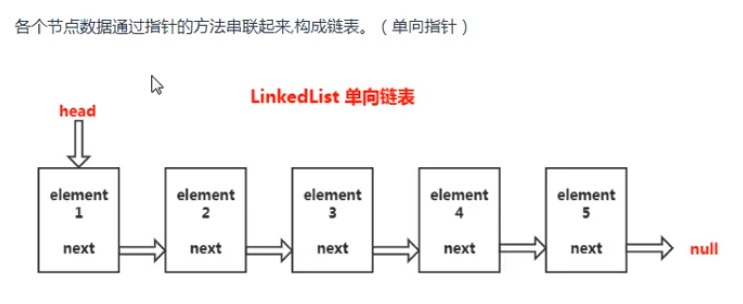 各个节点数据通过指针的方法串联起来,构成链表。（单向指针）
LinkedList 单向链表
head
element element element element element
1 2 3 4 5
next next next next next null